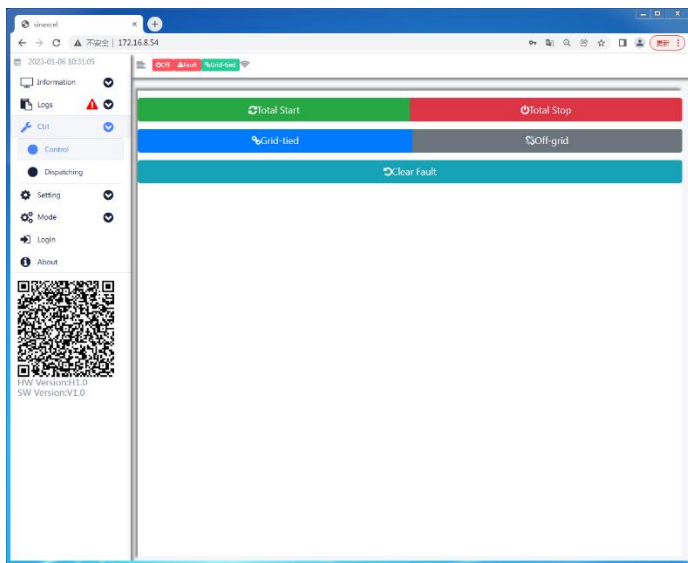 sinexcel
不安全 | 172.16.8.54
更新
2023-01-06 10:31:05
Off Fault Grid-tied
Information
Logs
Ctrl
Control
Dispatching
Setting
Mode
Login
About
HW Version:H1.0
SW Version:V1.0
Total Start
Total Stop
Grid-tied
Off-grid
Clear Fault